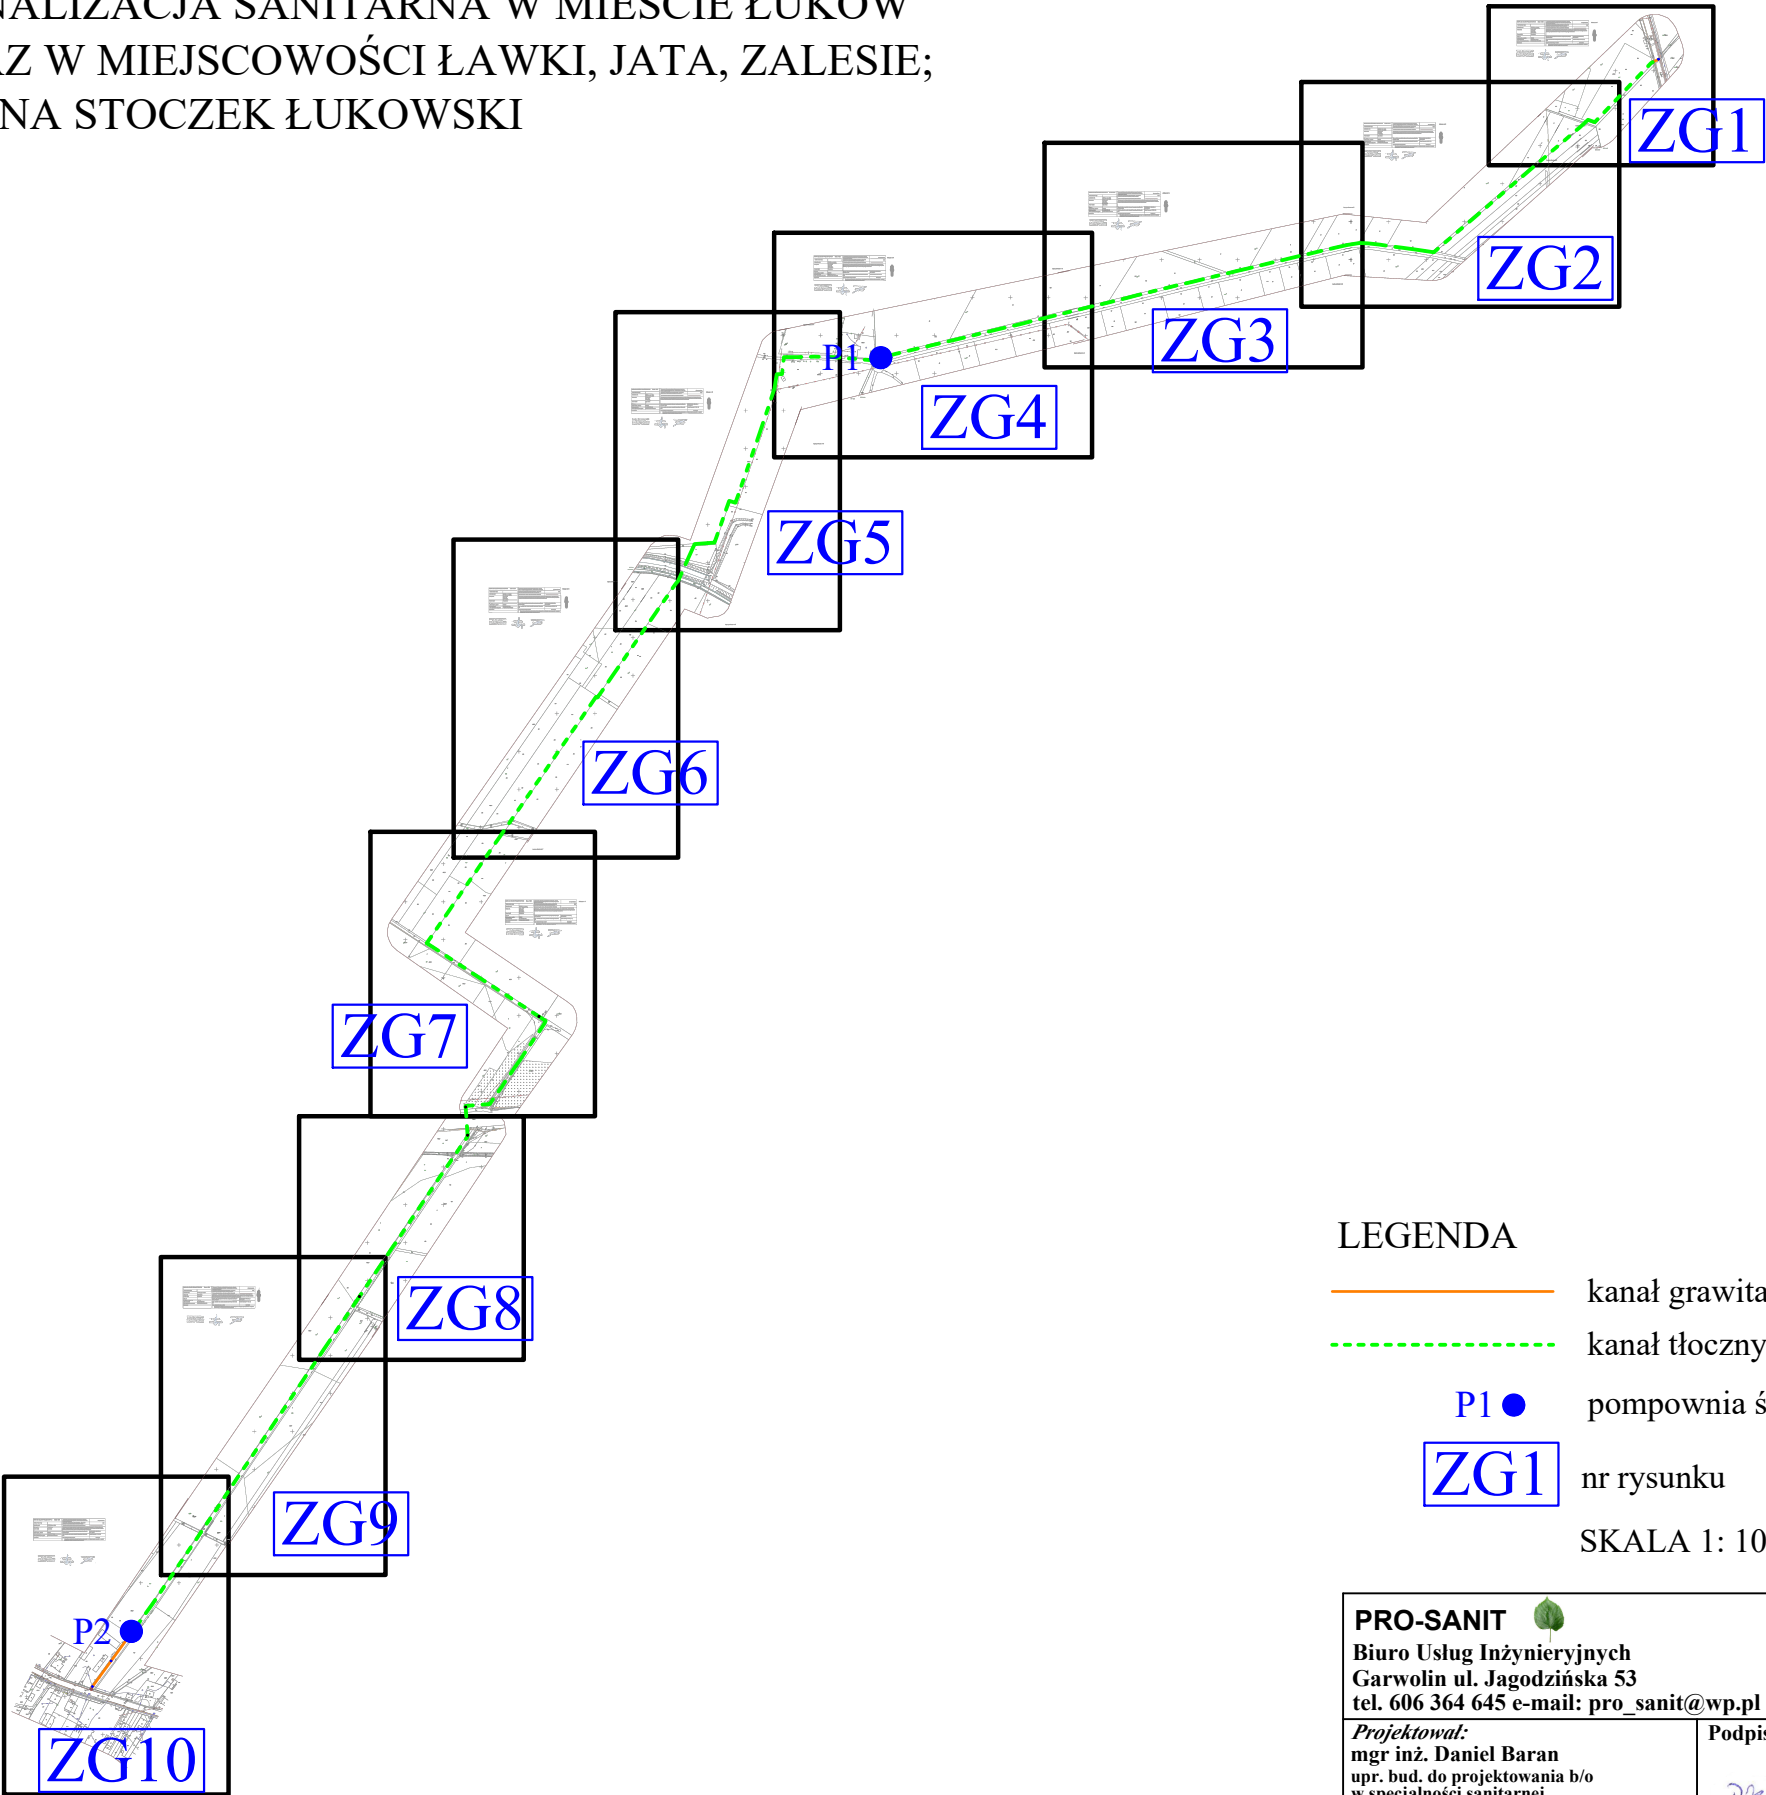 NALIZACJA SANITARNA W MIEŚCIE ŁUKÓW
AZ W MIEJSCOWOŚCI ŁAWKI, JATA, ZALESIE;
NA STOCZEK ŁUKOWSKI
ZG1
ZG2
ZG3
P1
ZG4
ZG5
ZG6
ZG7
ZG8
ZG9
P2
ZG10
LEGENDA
kanał grawita
kanał tłoczny
P1 pompownia ś
ZG1 nr rysunku
SKALA 1: 10
PRO-SANIT
Biuro Usług Inżynieryjnych
Garwolin ul. Jagodzińska 53
tel. 606 364 645 e-mail: pro_sanit@wp.pl
Projektował: Podpis
mgr inż. Daniel Baran
upr. bud. do projektowania b/o
w specjalności sanitarnej